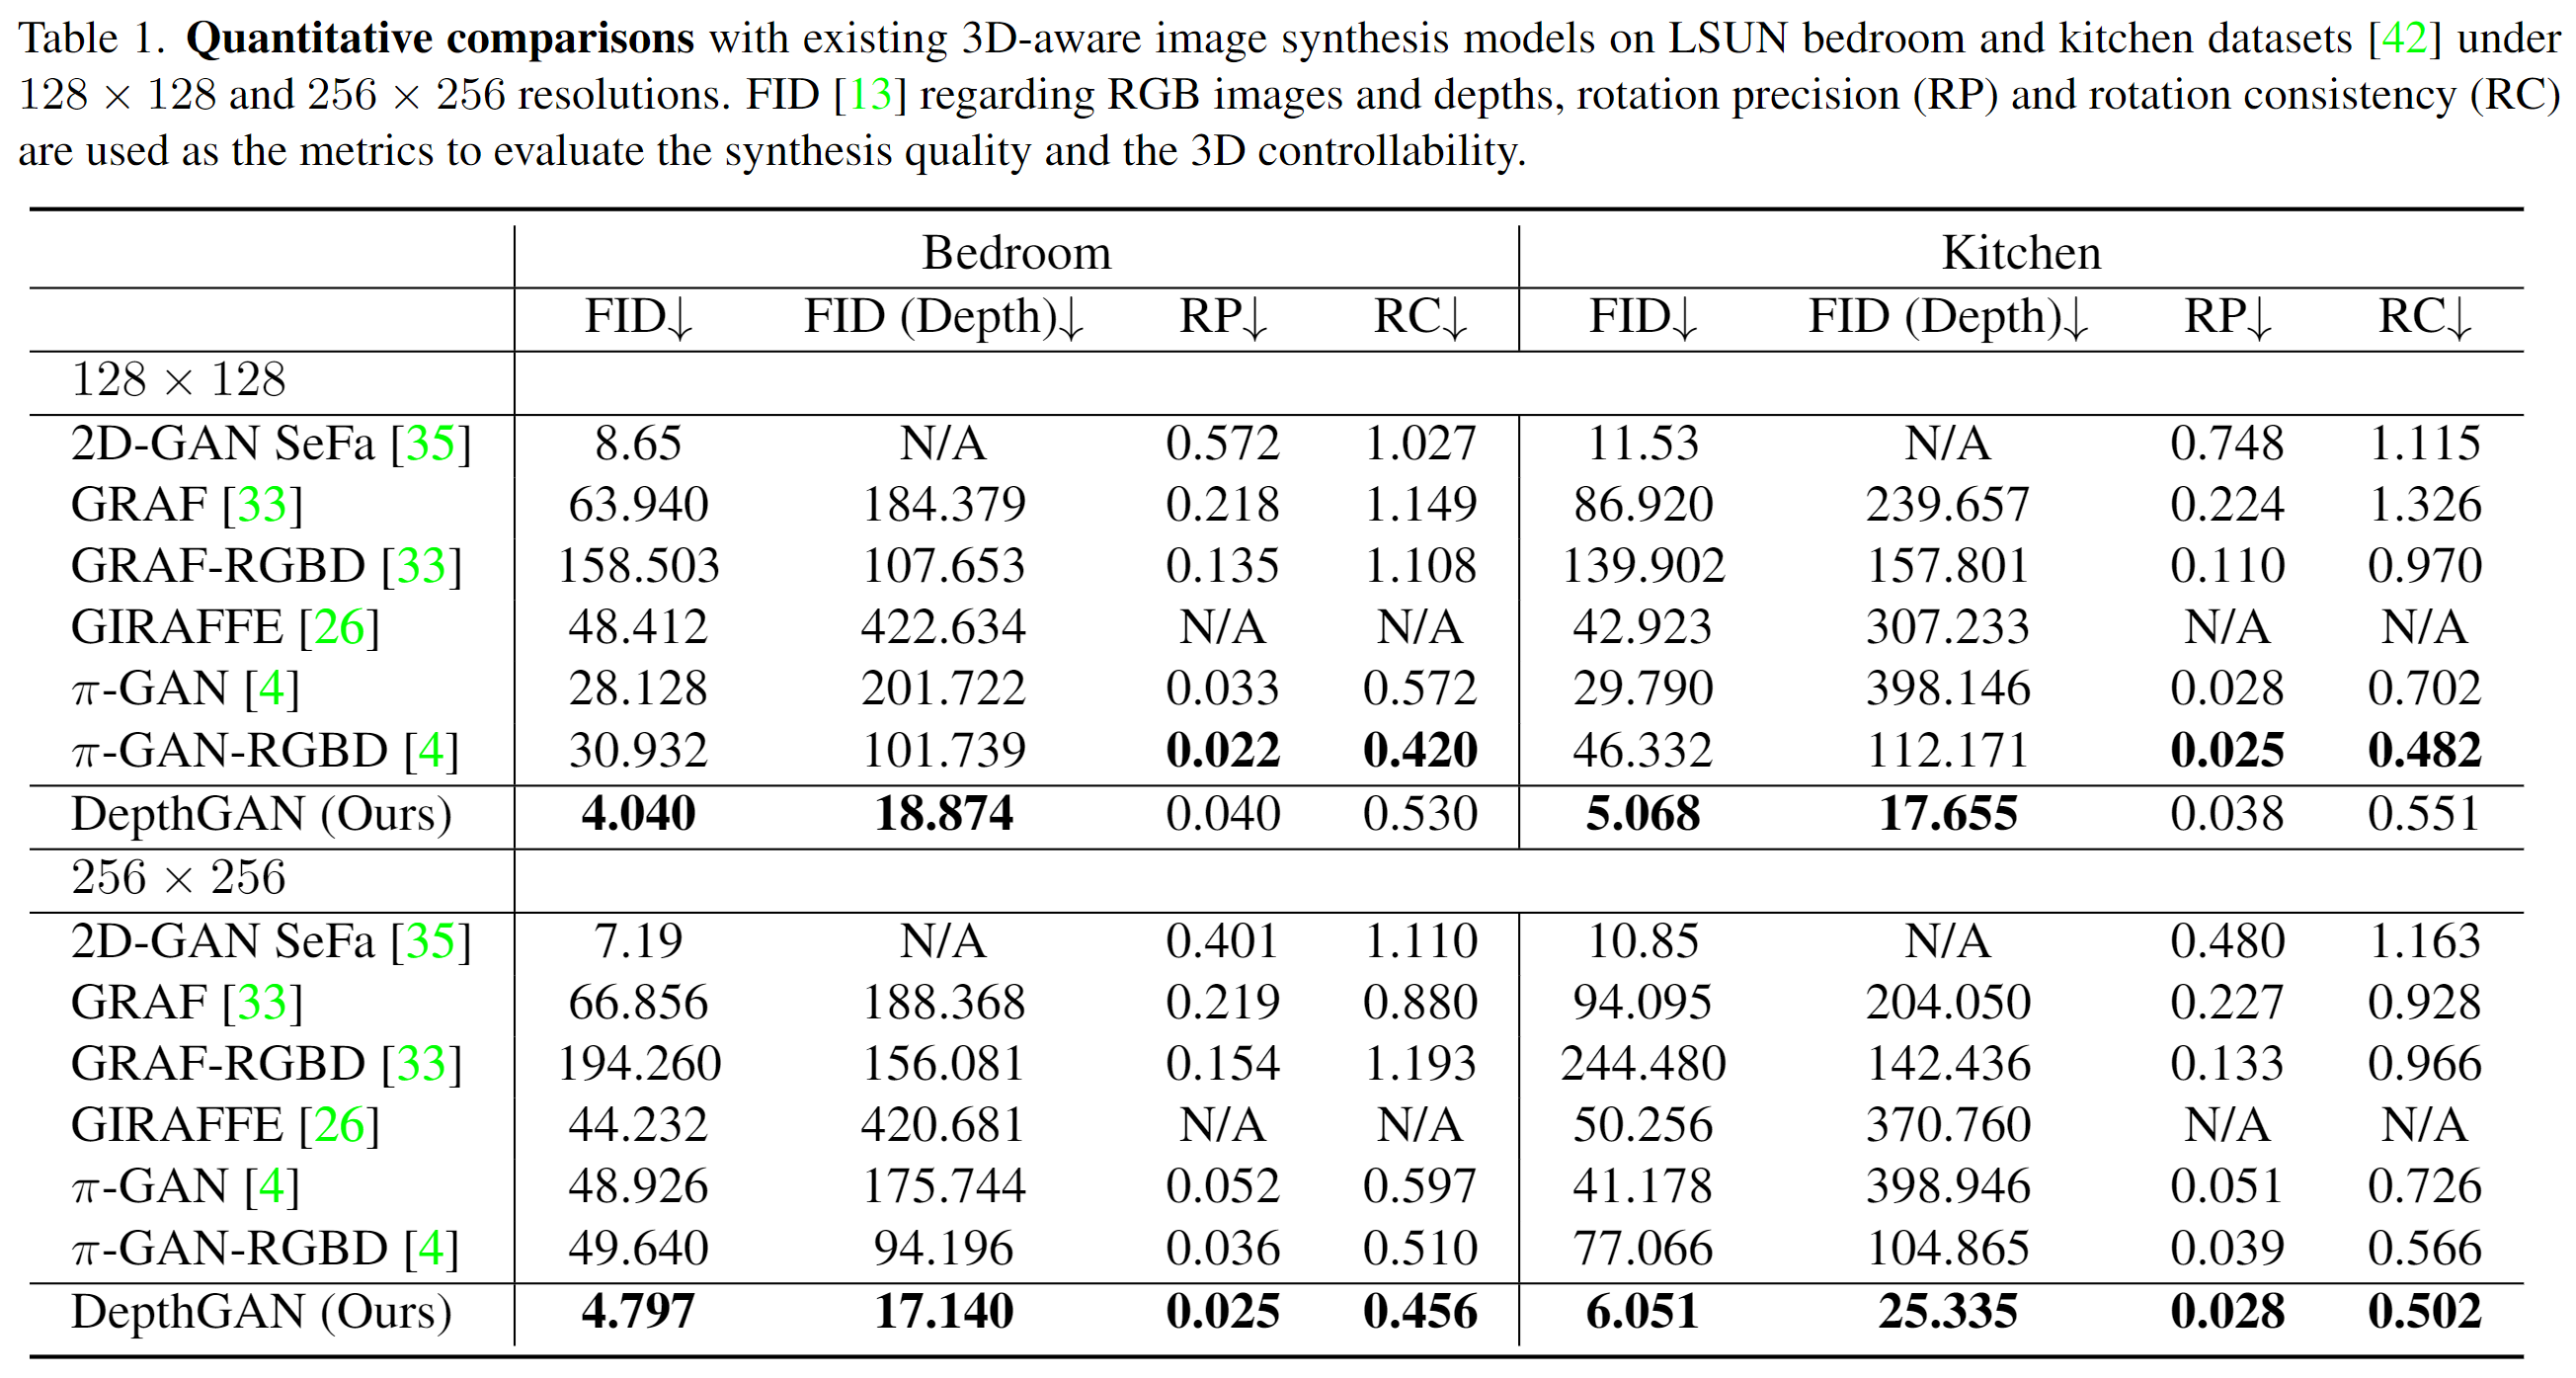 Table 1. Quantitative comparisons with existing 3D-aware image synthesis models on LSUN bedroom and kitchen datasets [42] under
128 × 128 and 256 × 256 resolutions. FID [13] regarding RGB images and depths, rotation precision (RP) and rotation consistency (RC)
are used as the metrics to evaluate the synthesis quality and the 3D controllability.
Bedroom Kitchen
FID↓ FID (Depth)↓ RP↓ RC↓ FID↓ FID (Depth)↓ RP↓ RC↓
128 × 128
2D-GAN SeFa [35] 8.65 N/A 0.572 1.027 11.53 N/A 0.748 1.115
GRAF [33] 63.940 184.379 0.218 1.149 86.920 239.657 0.224 1.326
GRAF-RGBD [33] 158.503 107.653 0.135 1.108 139.902 157.801 0.110 0.970
GIRAFFE [26] 48.412 422.634 N/A N/A 42.923 307.233 N/A N/A
π-GAN [4] 28.128 201.722 0.033 0.572 29.790 398.146 0.028 0.702
π-GAN-RGBD [4] 30.932 101.739 0.022 0.420 46.332 112.171 0.025 0.482
DepthGAN (Ours) 4.040 18.874 0.040 0.530 5.068 17.655 0.038 0.551
256 × 256
2D-GAN SeFa [35] 7.19 N/A 0.401 1.110 10.85 N/A 0.480 1.163
GRAF [33] 66.856 188.368 0.219 0.880 94.095 204.050 0.227 0.928
GRAF-RGBD [33] 194.260 156.081 0.154 1.193 244.480 142.436 0.133 0.966
GIRAFFE [26] 44.232 420.681 N/A N/A 50.256 370.760 N/A N/A
π-GAN [4] 48.926 175.744 0.052 0.597 41.178 398.946 0.051 0.726
π-GAN-RGBD [4] 49.640 94.196 0.036 0.510 77.066 104.865 0.039 0.566
DepthGAN (Ours) 4.797 17.140 0.025 0.456 6.051 25.335 0.028 0.502